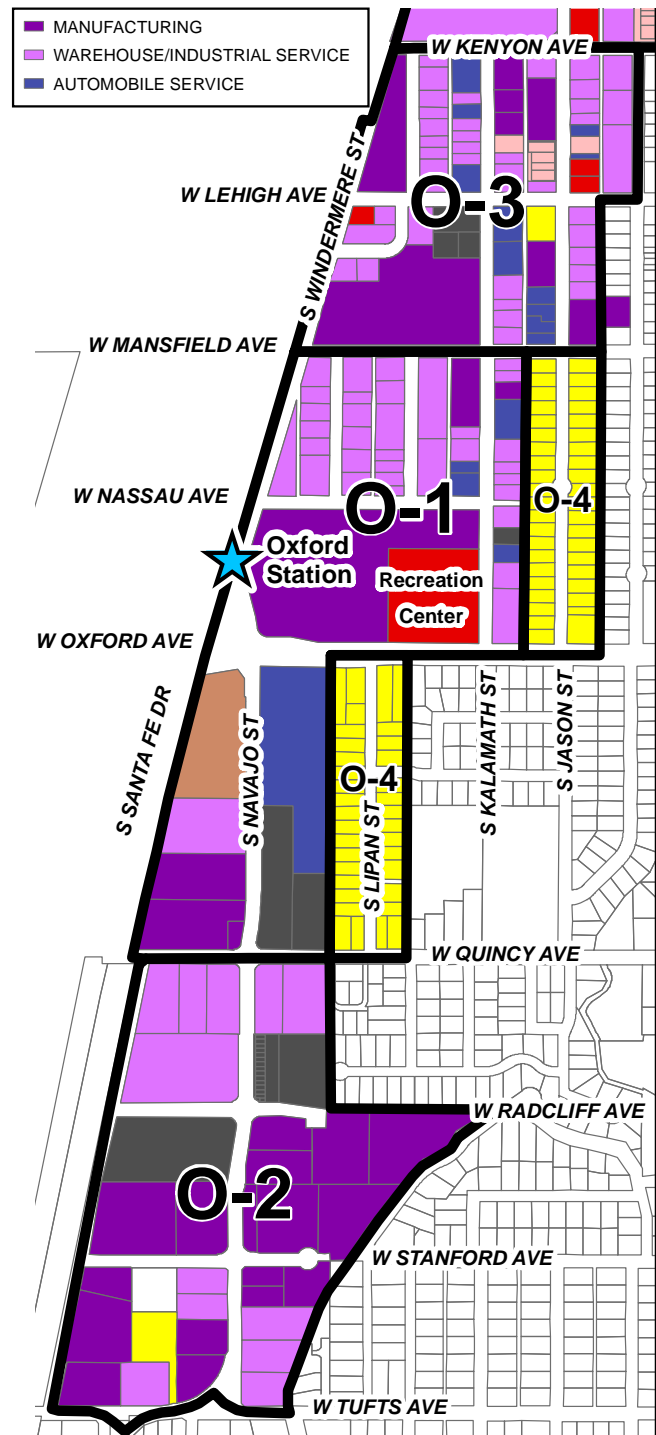 MANUFACTURING
WAREHOUSE/INDUSTRIAL SERVICE
AUTOMOBILE SERVICE
W KENYON AVE
S WINDERMERE ST
W LEHIGH AVE
O-3
W MANSFIELD AVE
W NASSAU AVE
O-1
O-4
Oxford
Station
Recreation
Center
W OXFORD AVE
S SANTA FE DR
S NAVAJO ST
O-4
S LIPAN ST
S KALAMATH ST
S JASON ST
W QUINCY AVE
W RADCLIFF AVE
O-2
W STANFORD AVE
W TUFTS AVE